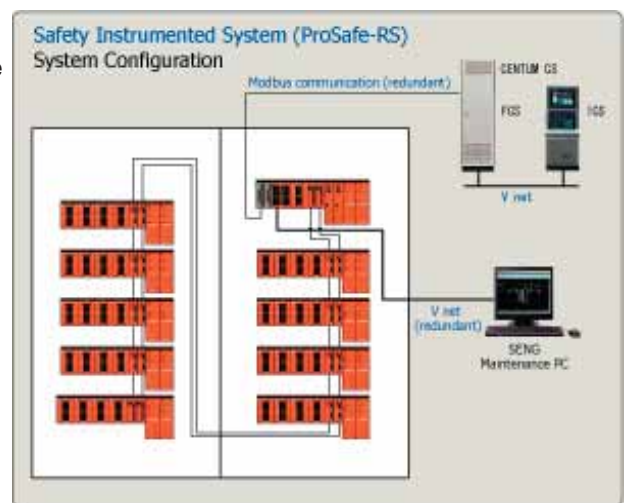 Safety Instrumented System (ProSafe-RS)
System Configuration
Modbus communication (redundant)
CENTUM CS
FCS
ICS
V net
V net
(redundant)
SENG
Maintenance PC
e